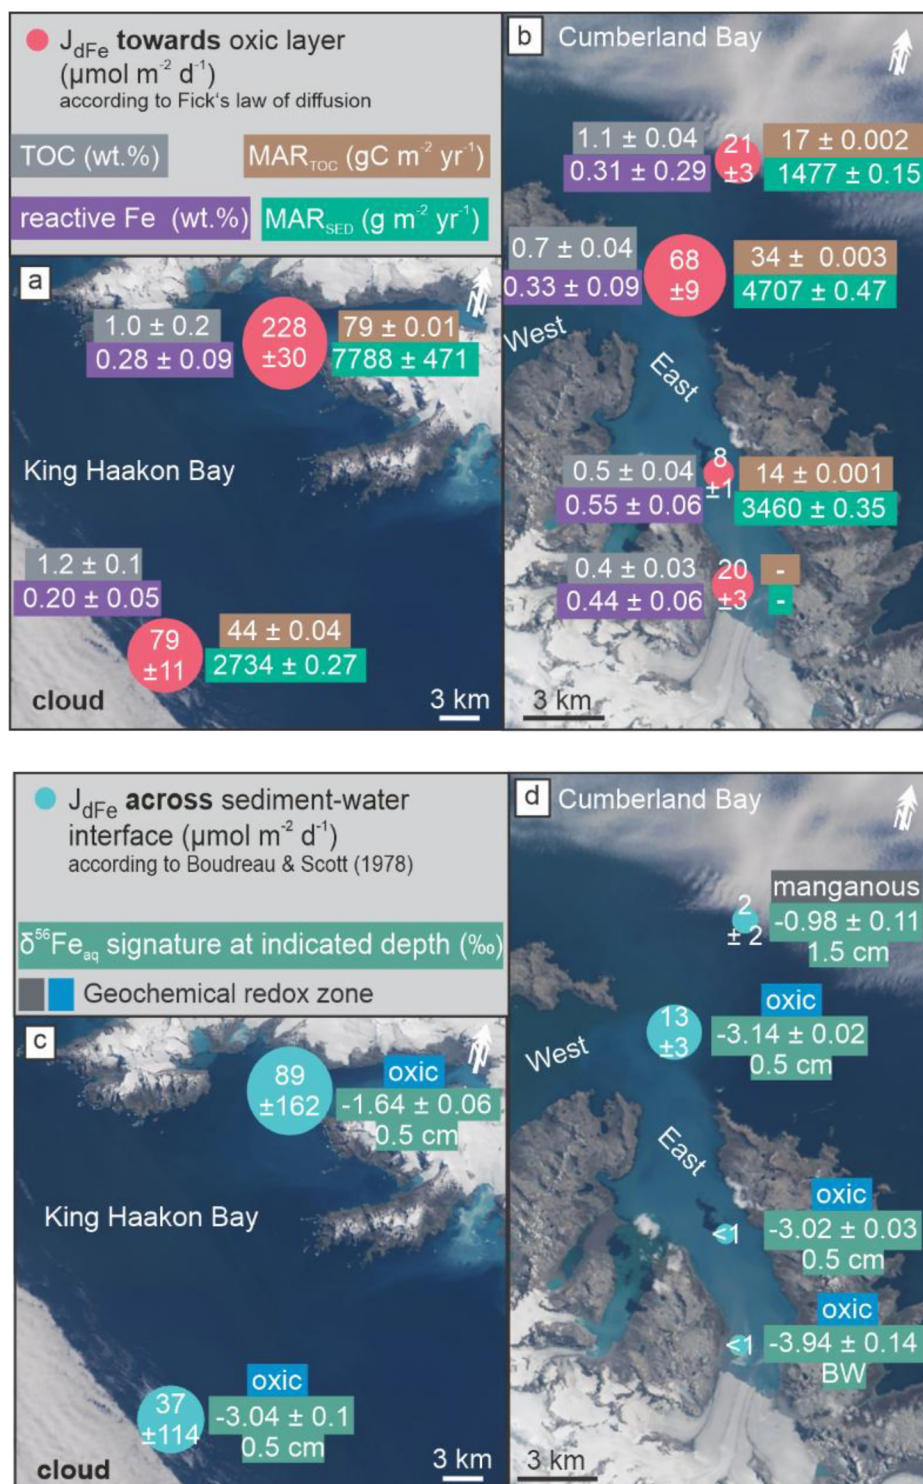 J_dFe towards oxic layer
(µmol m⁻² d⁻¹)
according to Fick's law of diffusion
TOC (wt.%)
MAR_TOC (gC m⁻² yr⁻¹)
reactive Fe (wt.%)
MAR_SED (g m⁻² yr⁻¹)
a
N
1.0 ± 0.2
0.28 ± 0.09
228
±30
79 ± 0.01
7788 ± 471
King Haakon Bay
1.2 ± 0.1
0.20 ± 0.05
79
±11
44 ± 0.04
2734 ± 0.27
cloud
3 km
b
Cumberland Bay
N
1.1 ± 0.04
0.31 ± 0.29
21
±3
17 ± 0.002
1477 ± 0.15
0.7 ± 0.04
0.33 ± 0.09
68
±9
34 ± 0.003
4707 ± 0.47
West
East
0.5 ± 0.04
0.55 ± 0.06
8
±1
14 ± 0.001
3460 ± 0.35
0.4 ± 0.03
0.44 ± 0.06
20
±3
-
-
3 km
J_dFe across sediment-water
interface (µmol m⁻² d⁻¹)
according to Boudreau & Scott (1978)
δ⁵⁶Fe_aq signature at indicated depth (‰)
Geochemical redox zone
c
N
89
±162
oxic
-1.64 ± 0.06
0.5 cm
King Haakon Bay
37
±114
oxic
-3.04 ± 0.1
0.5 cm
cloud
3 km
d
Cumberland Bay
N
2
± 2
manganous
-0.98 ± 0.11
1.5 cm
13
±3
oxic
-3.14 ± 0.02
0.5 cm
West
East
<1
oxic
-3.02 ± 0.03
0.5 cm
<1
oxic
-3.94 ± 0.14
BW
3 km